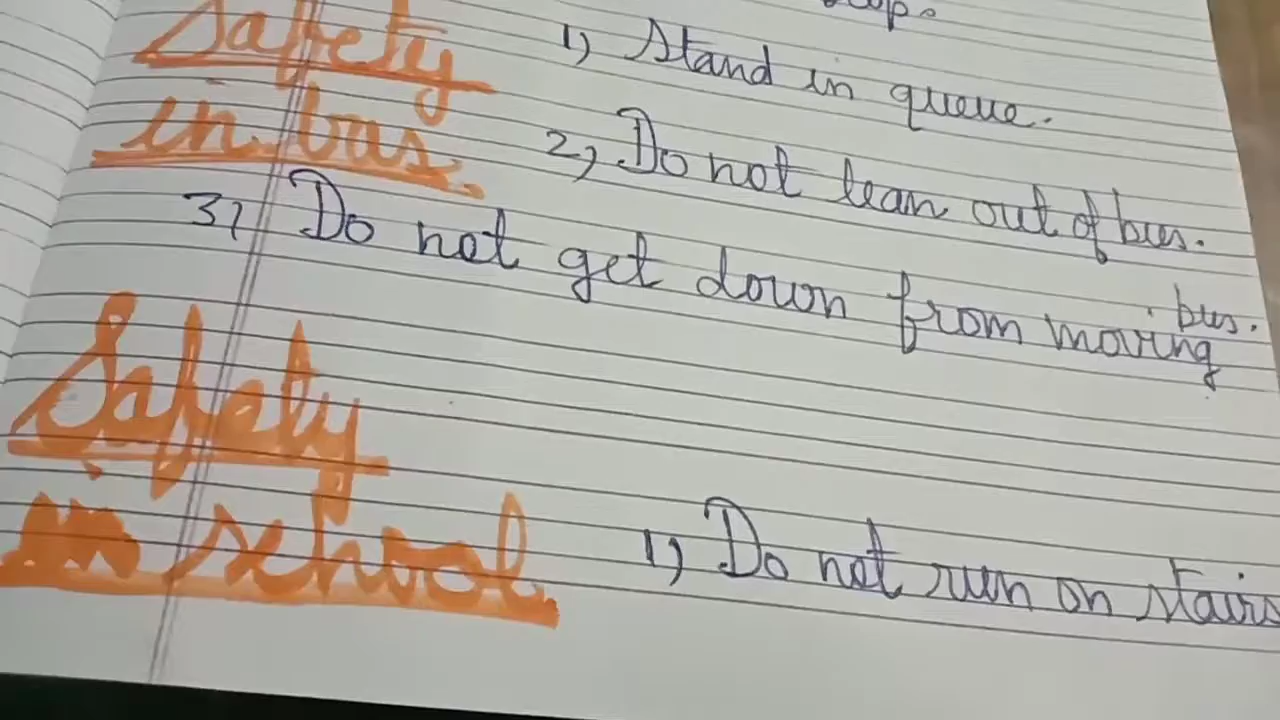 Safety
in bus.
1) Stand in queue.
2) Do not lean out of bus.
3) Do not get down from moving
bus.
Safety
in school.
1) Do not run on stairs